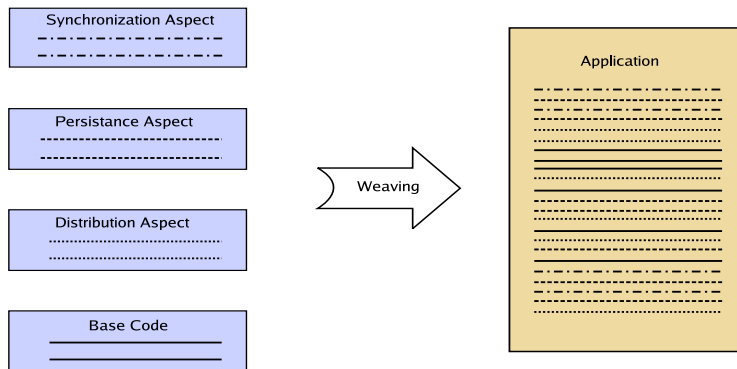 Synchronization Aspect
Persistance Aspect
Distribution Aspect
Base Code
Weaving
Application